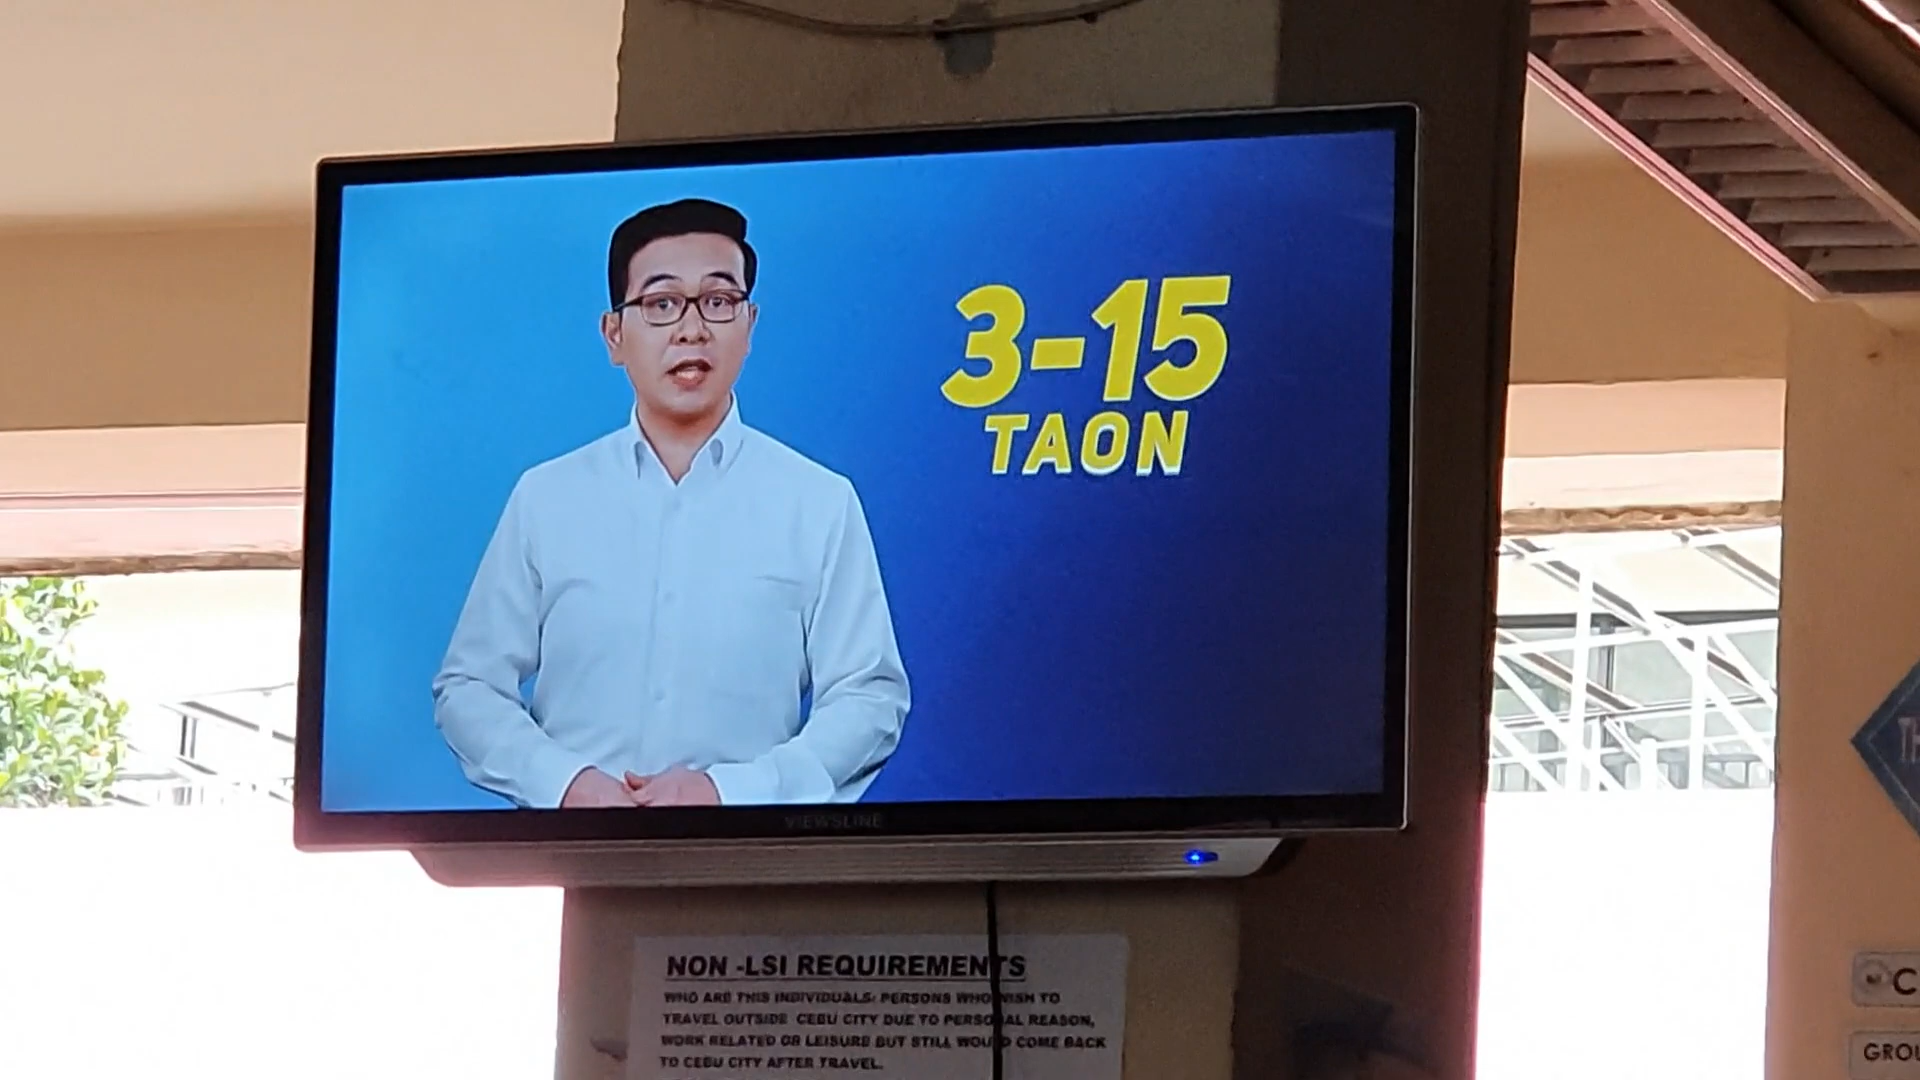 3-15
TAON
VIEWSLINE
NON -LSI REQUIREMENTS
WHO ARE THIS INDIVIDUALS: PERSONS WHO WISH TO
TRAVEL OUTSIDE CEBU CITY DUE TO PERSONAL REASON,
WORK RELATED OR LEISURE BUT STILL WOULD COME BACK
TO CEBU CITY AFTER TRAVEL.
TH
C
GROU